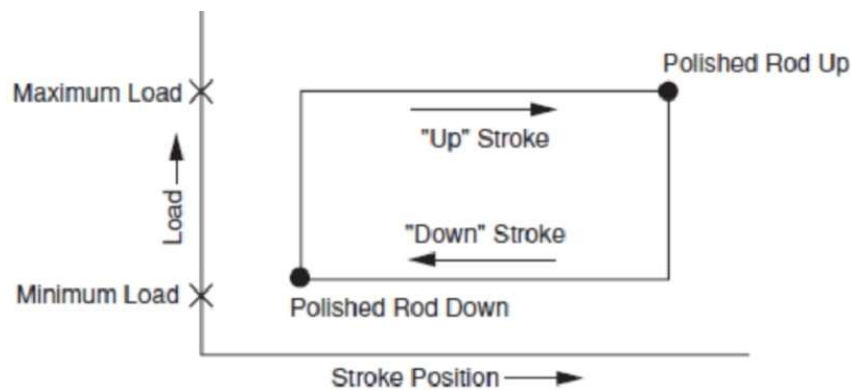 Polished Rod Up
Maximum Load
"Up" Stroke
Load
"Down" Stroke
Minimum Load
Polished Rod Down
Stroke Position